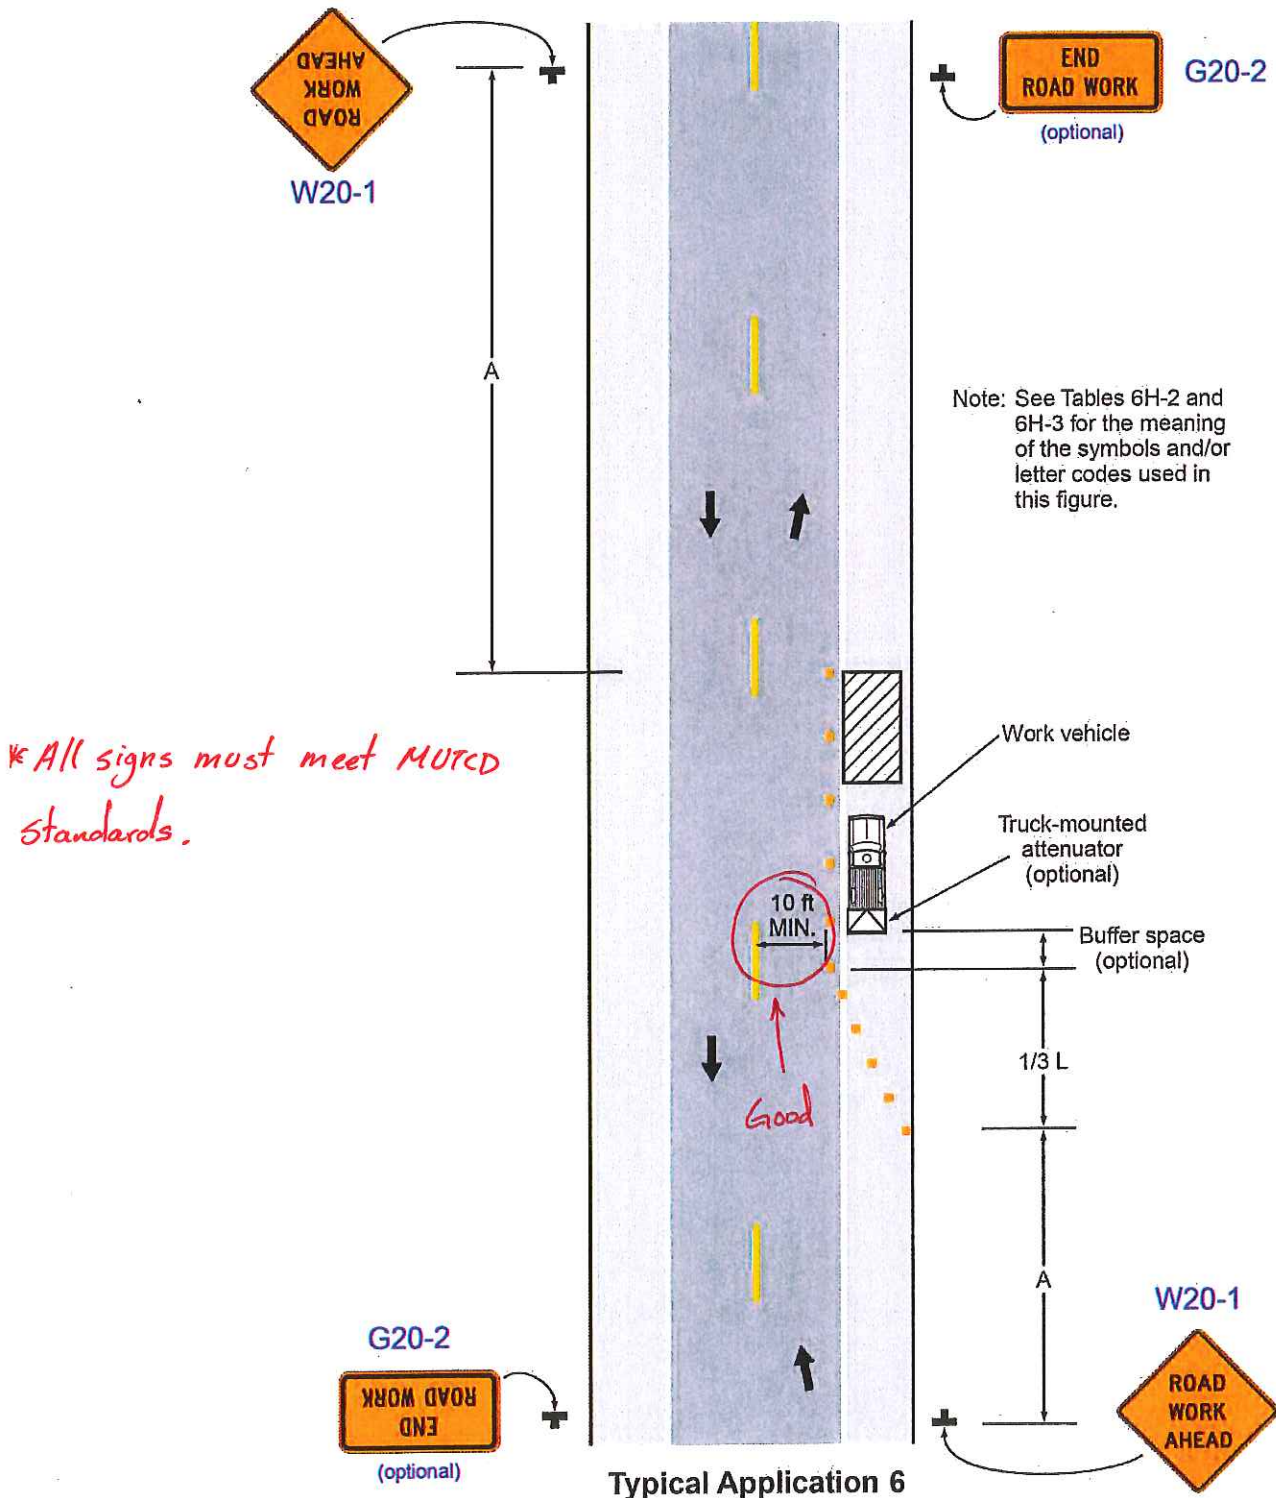 ROAD
WORK
AHEAD
W20-1
END
ROAD WORK
(optional)
G20-2
A
Note: See Tables 6H-2 and
6H-3 for the meaning
of the symbols and/or
letter codes used in
this figure.
* All signs must meet MUTCD
standards.
Work vehicle
Truck-mounted
attenuator
(optional)
10 ft
MIN.
Buffer space
(optional)
1/3 L
Good
A
W20-1
ROAD
WORK
AHEAD
G20-2
END
ROAD WORK
(optional)
Typical Application 6